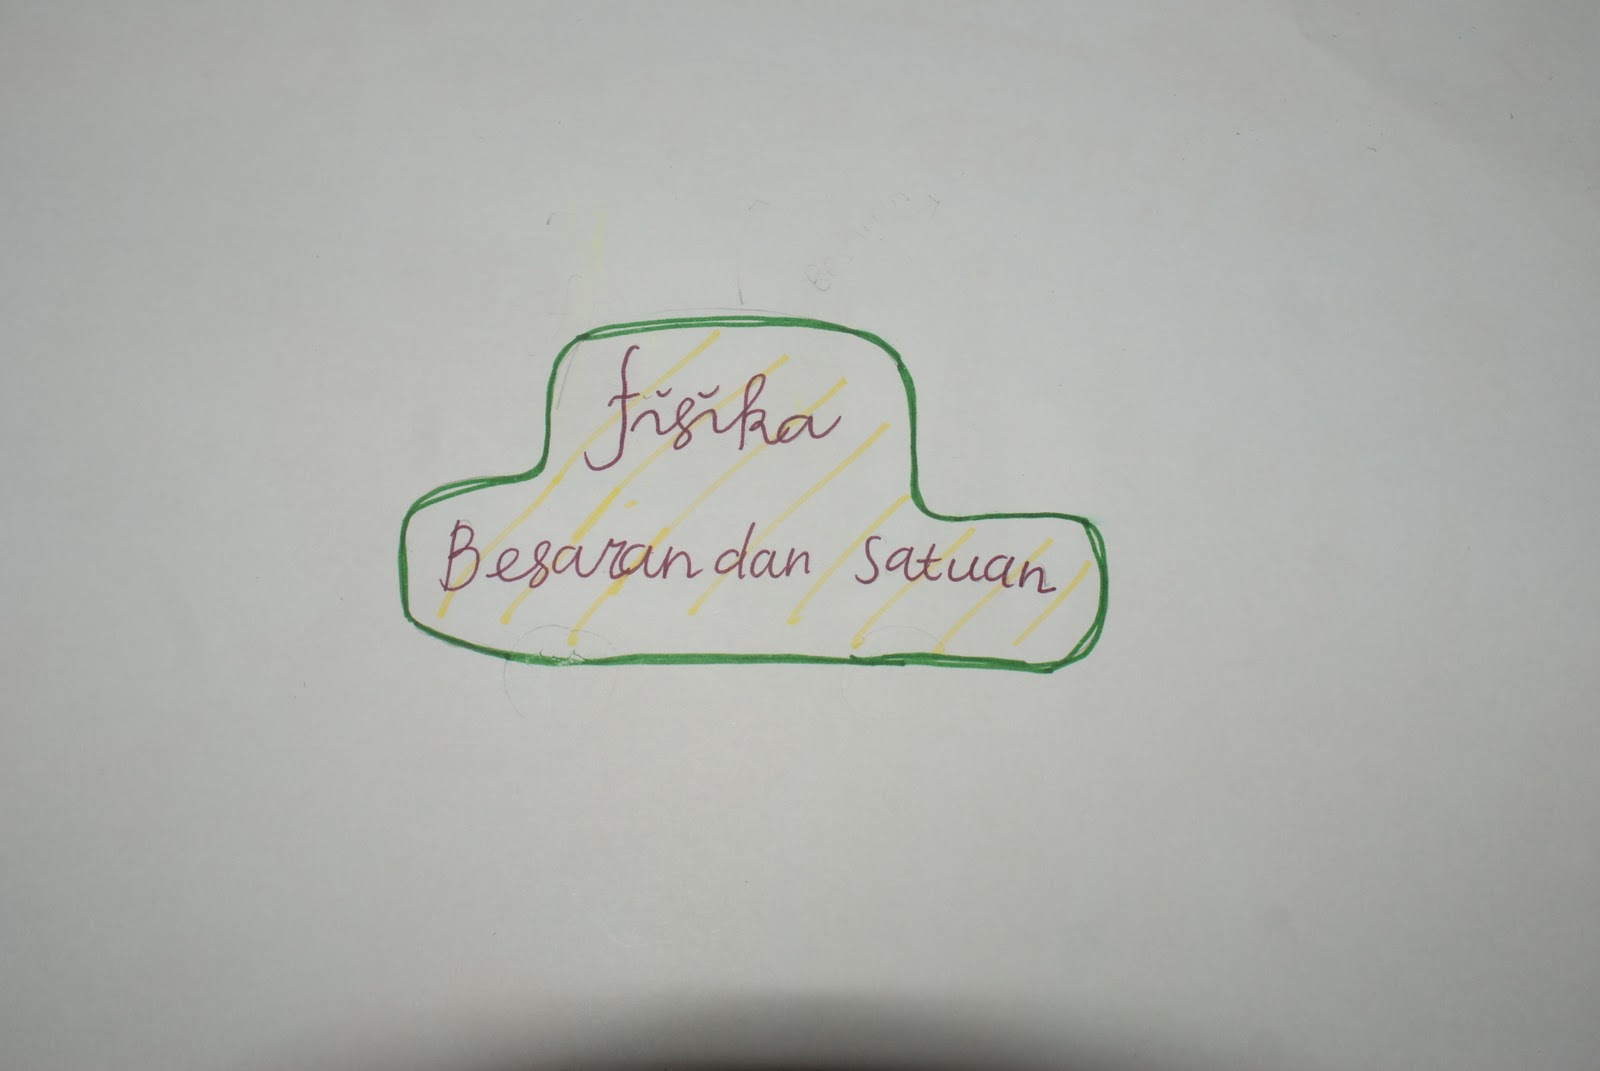 fisika
Besaran dan satuan